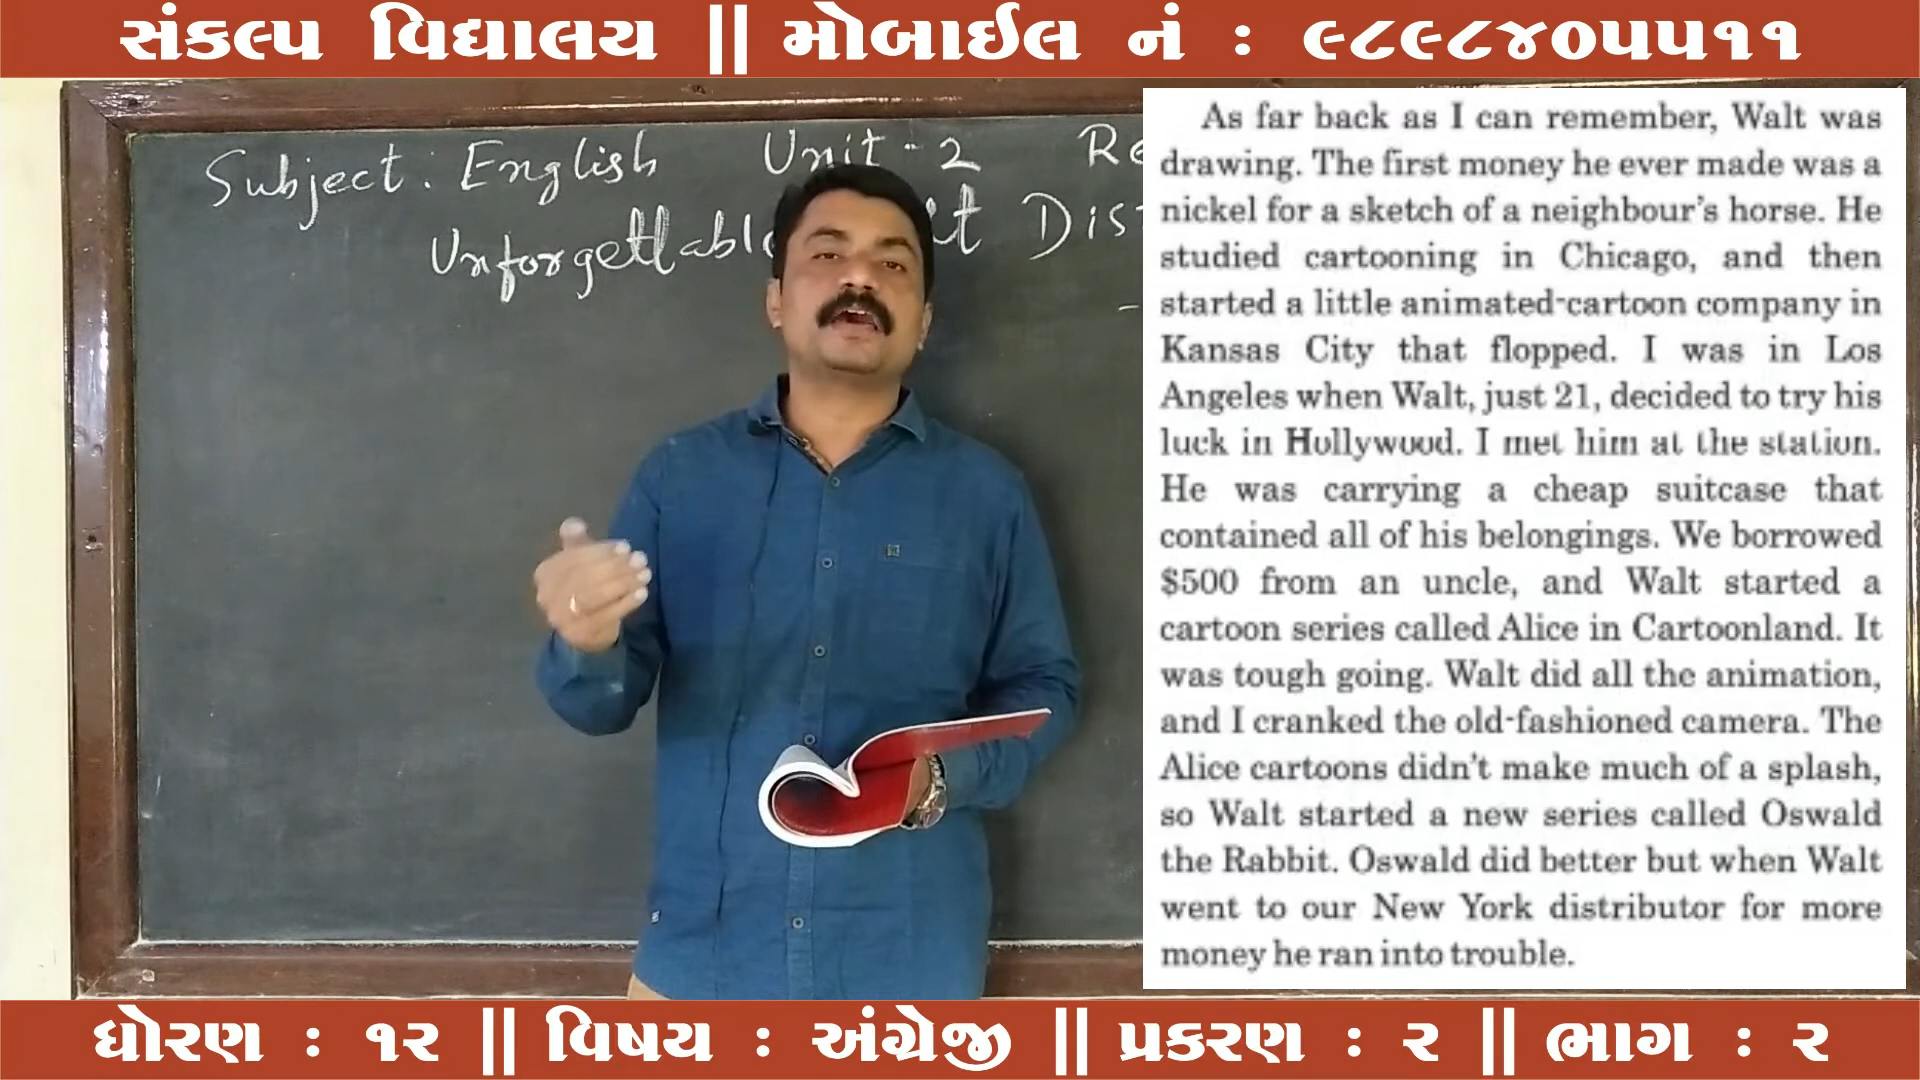 સંકલ્પ વિદ્યાલય || મોબાઈલ નં : ૯૮૯૮૪૦૫૫૧૧
Subject : English Unit - 2 Re
Unforgettable Dis
As far back as I can remember, Walt was
drawing. The first money he ever made was a
nickel for a sketch of a neighbour's horse. He
studied cartooning in Chicago, and then
started a little animated-cartoon company in
Kansas City that flopped. I was in Los
Angeles when Walt, just 21, decided to try his
luck in Hollywood. I met him at the station.
He was carrying a cheap suitcase that
contained all of his belongings. We borrowed
$500 from an uncle, and Walt started a
cartoon series called Alice in Cartoonland. It
was tough going. Walt did all the animation,
and I cranked the old-fashioned camera. The
Alice cartoons didn't make much of a splash,
so Walt started a new series called Oswald
the Rabbit. Oswald did better but when Walt
went to our New York distributor for more
money he ran into trouble.
ધોરણ : ૧૨ || વિષય : અંગ્રેજી || પ્રકરણ : ૨ || ભાગ : ૨